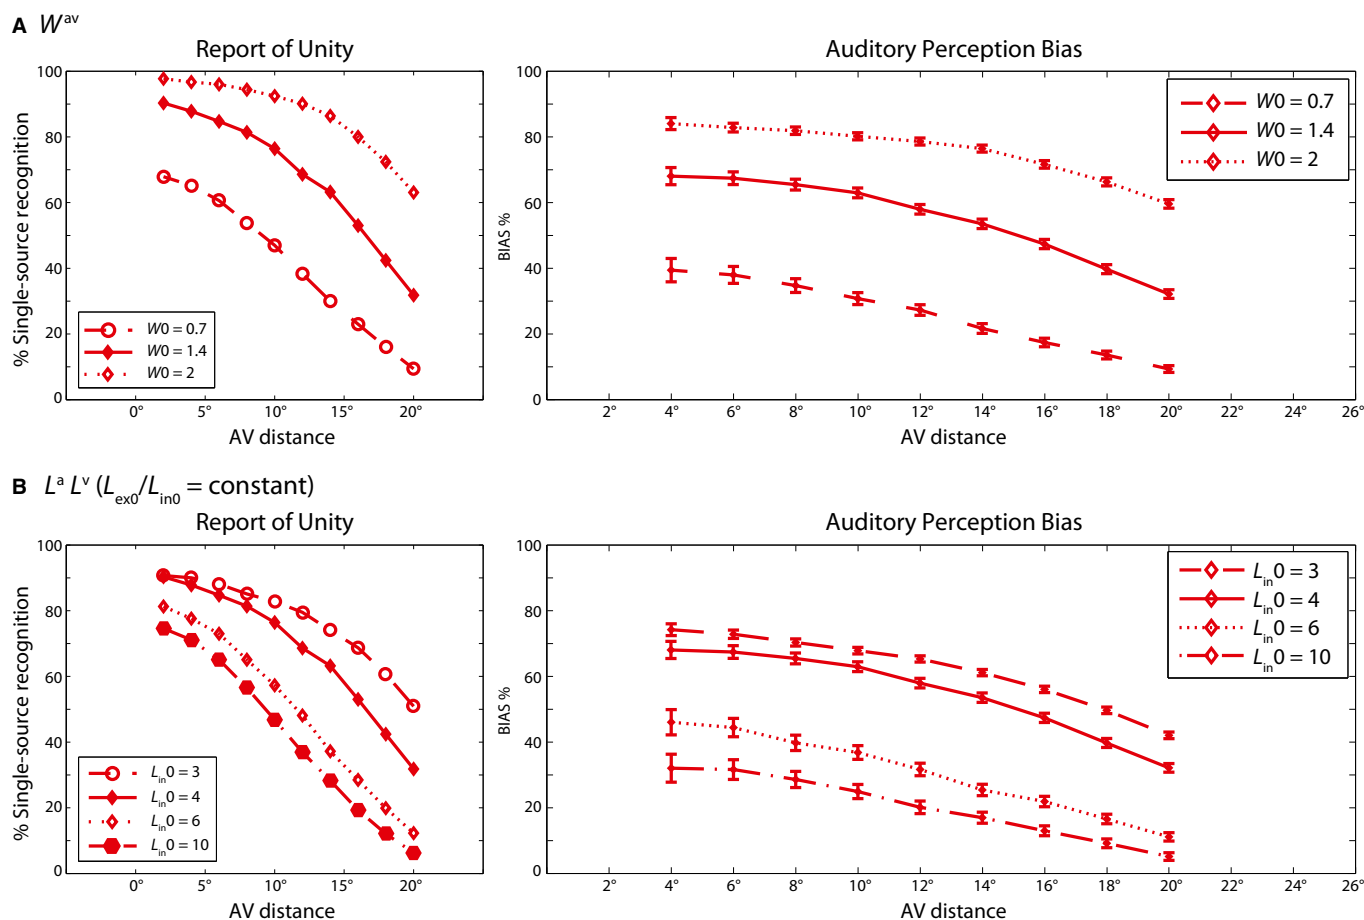 A W^av
Report of Unity
Auditory Perception Bias
% Single-source recognition
100
80
60
40
20
0
W0 = 0.7
W0 = 1.4
W0 = 2
0° 5° 10° 15° 20°
AV distance
BIAS %
100
80
60
40
20
0
W0 = 0.7
W0 = 1.4
W0 = 2
2° 4° 6° 8° 10° 12° 14° 16° 18° 20° 22° 24° 26°
AV distance
B L^a L^v (L_ex0/L_in0 = constant)
Report of Unity
Auditory Perception Bias
% Single-source recognition
100
80
60
40
20
0
L_in0 = 3
L_in0 = 4
L_in0 = 6
L_in0 = 10
0° 5° 10° 15° 20°
AV distance
BIAS %
100
80
60
40
20
0
L_in0 = 3
L_in0 = 4
L_in0 = 6
L_in0 = 10
2° 4° 6° 8° 10° 12° 14° 16° 18° 20° 22° 24° 26°
AV distance